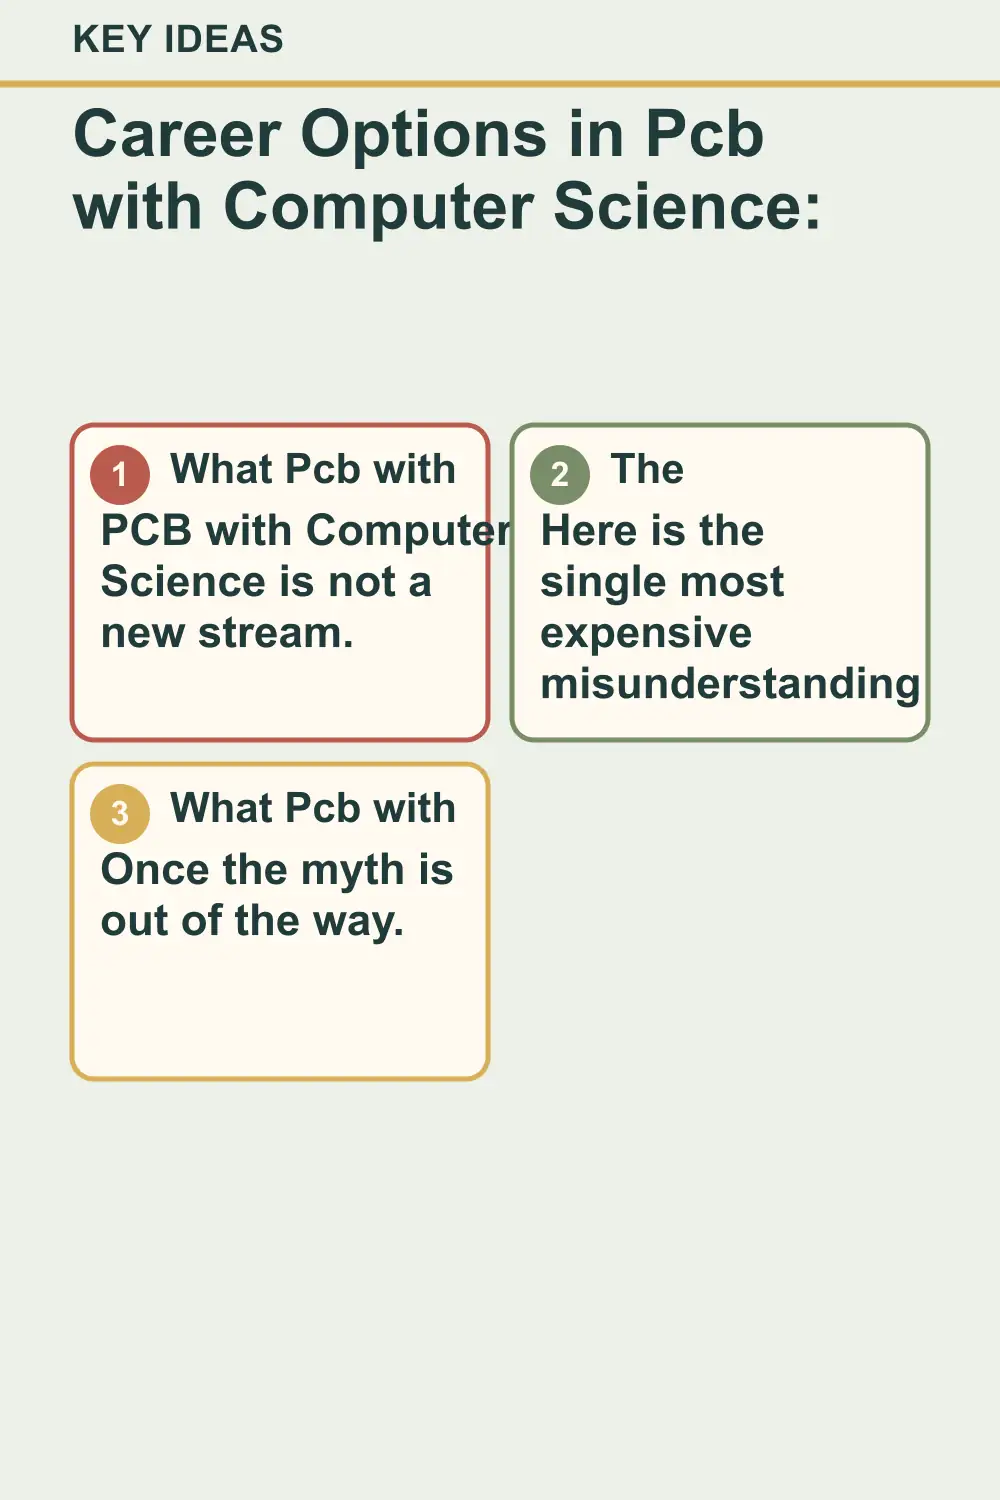 KEY IDEAS
Career Options in Pcb
with Computer Science:
1 What Pcb with
PCB with Computer
Science is not a
new stream.
2 The
Here is the
single most
expensive
misunderstanding
3 What Pcb with
Once the myth is
out of the way.